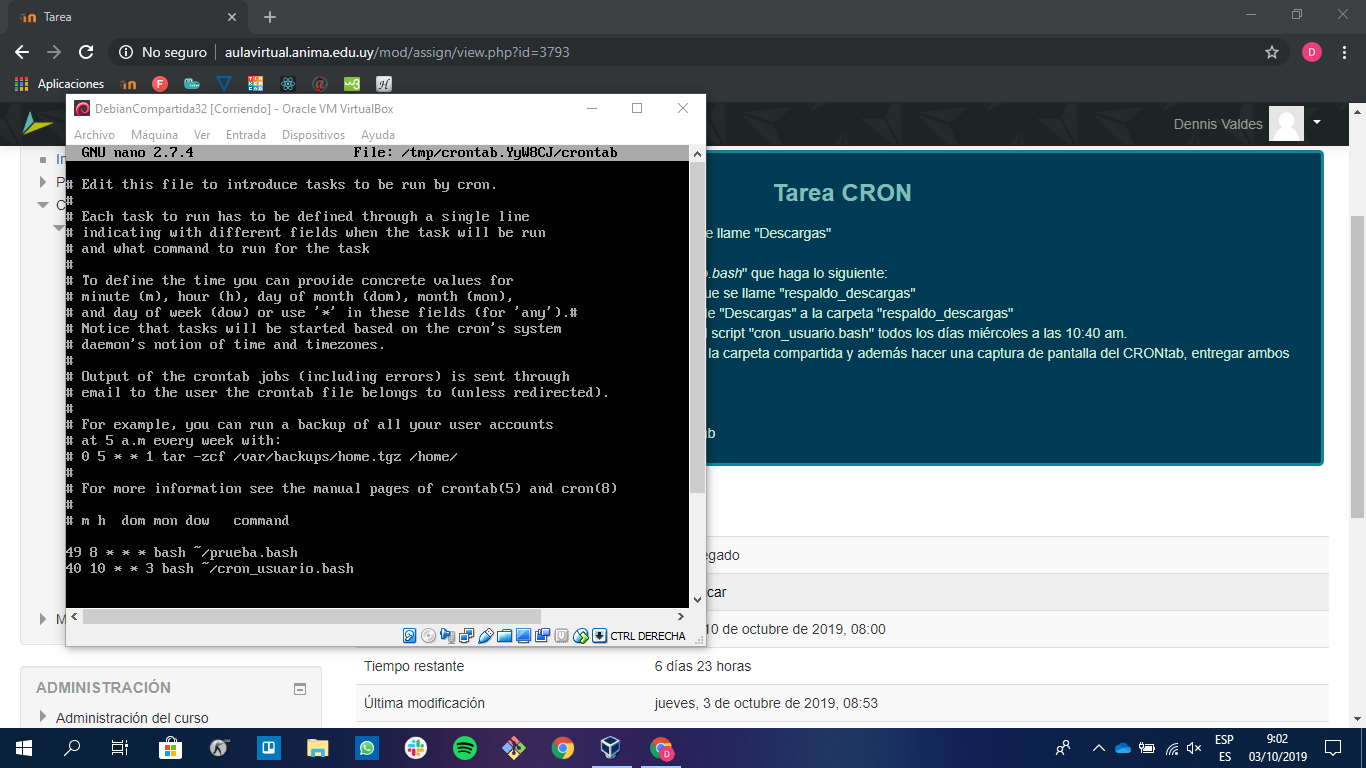 Tarea
No seguro
aulavirtual.anima.edu.uy/mod/assign/view.php?id=3793
D
Aplicaciones
Dennis Valdes
DebianCompartida32 [Corriendo] - Oracle VM VirtualBox
Archivo Máquina Ver Entrada Dispositivos Ayuda
GNU nano 2.7.4 File: /tmp/crontab.YyW8CJ/crontab
# Edit this file to introduce tasks to be run by cron.
#
# Each task to run has to be defined through a single line
# indicating with different fields when the task will be run
# and what command to run for the task
#
# To define the time you can provide concrete values for
# minute (m), hour (h), day of month (dom), month (mon),
# and day of week (dow) or use '*' in these fields (for 'any').#
# Notice that tasks will be started based on the cron's system
# daemon's notion of time and timezones.
#
# Output of the crontab jobs (including errors) is sent through
# email to the user the crontab file belongs to (unless redirected).
#
# For example, you can run a backup of all your user accounts
# at 5 a.m every week with:
# 0 5 * * 1 tar -zcf /var/backups/home.tgz /home/
#
# For more information see the manual pages of crontab(5) and cron(8)
#
# m h  dom mon dow   command
49 8 * * * bash ~/prueba.bash
40 10 * * 3 bash ~/cron_usuario.bash
CTRL DERECHA
Tarea CRON
e llame "Descargas"
o.bash" que haga lo siguiente:
ue se llame "respaldo_descargas"
de "Descargas" a la carpeta "respaldo_descargas"
l script "cron_usuario.bash" todos los días miércoles a las 10:40 am.
la carpeta compartida y además hacer una captura de pantalla del CRONtab, entregar ambos
ab
egado
car
10 de octubre de 2019, 08:00
Tiempo restante 6 días 23 horas
Última modificación jueves, 3 de octubre de 2019, 08:53
ADMINISTRACIÓN
Administración del curso
ESP
ES
9:02
03/10/2019